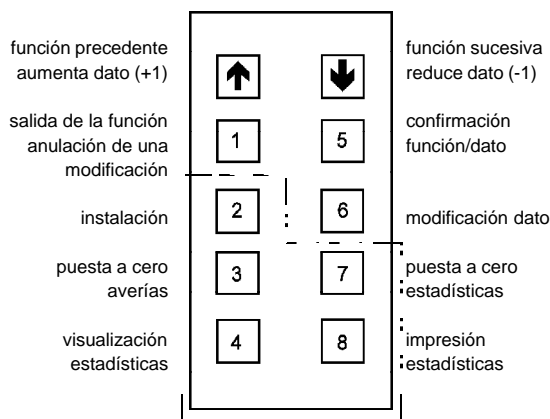 función precedente
aumenta dato (+1)
función sucesiva
reduce dato (-1)
salida de la función
anulación de una
modificación
1
5
confirmación
función/dato
instalación
2
6
modificación dato
puesta a cero
averías
3
7
puesta a cero
estadísticas
visualización
estadísticas
4
8
impresión
estadísticas